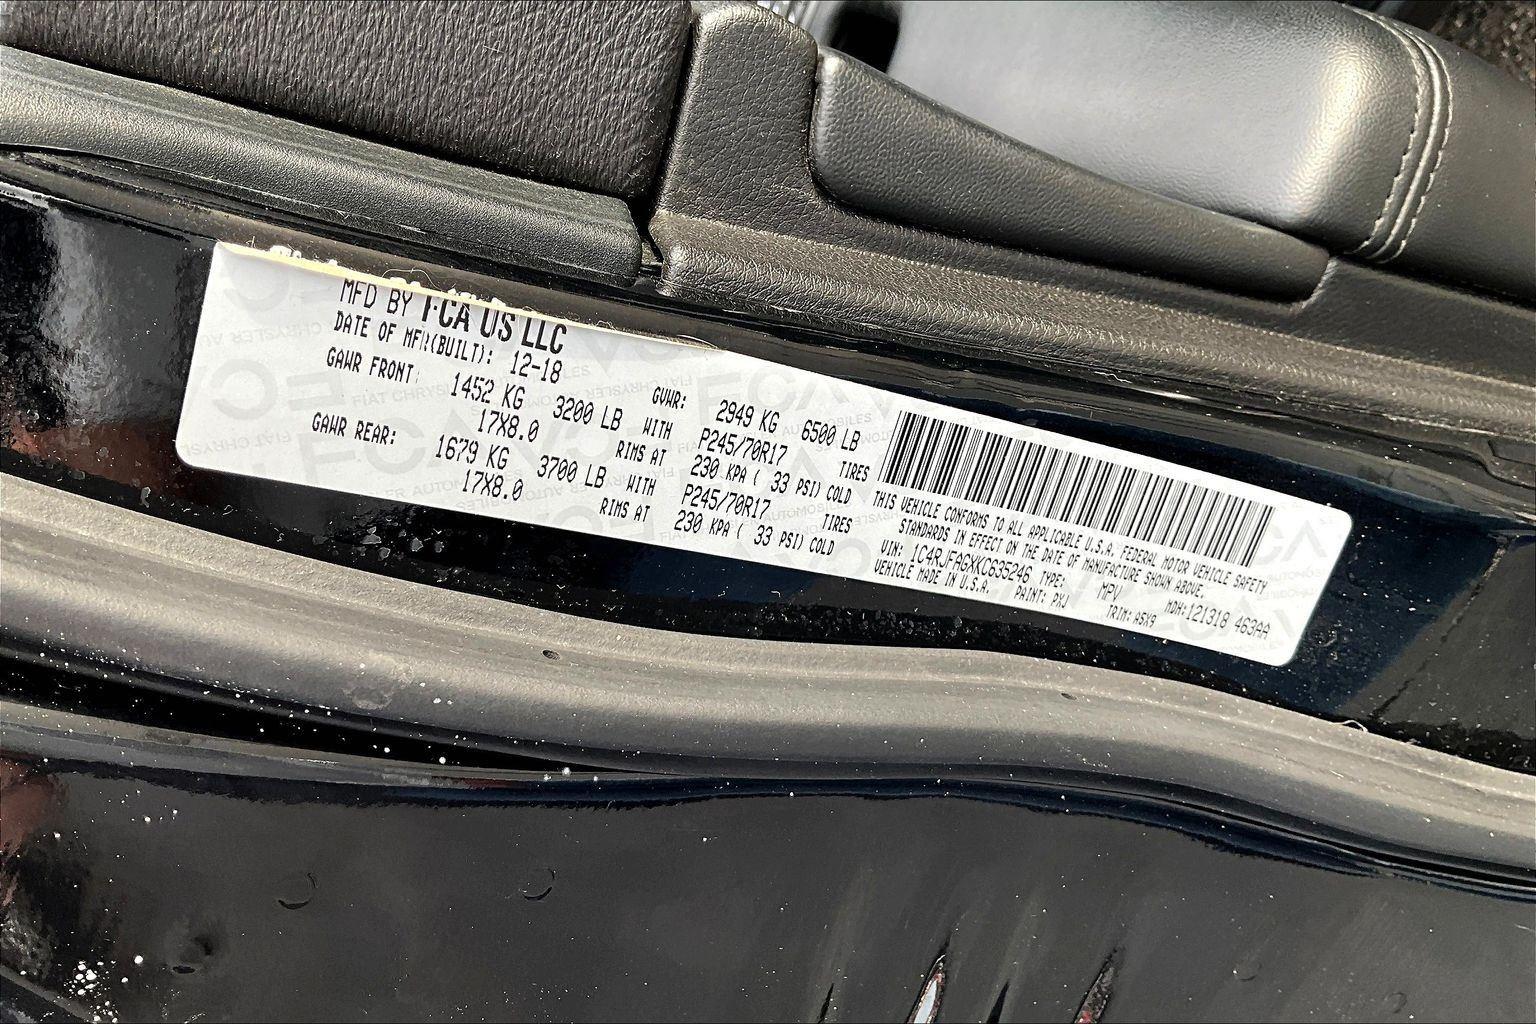 MFD BY FCA US LLC
DATE OF MFR(BUILT): 12-18
GVWR: 2949 KG 6500 LB
GAWR FRONT: 1452 KG 3200 LB WITH P245/70R17 TIRES
17X8.0 RIMS AT 230 KPA ( 33 PSI) COLD
GAWR REAR: 1679 KG 3700 LB WITH P245/70R17 TIRES
17X8.0 RIMS AT 230 KPA ( 33 PSI) COLD
THIS VEHICLE CONFORMS TO ALL APPLICABLE U.S.A. FEDERAL MOTOR VEHICLE SAFETY
STANDARDS IN EFFECT ON THE DATE OF MANUFACTURE SHOWN ABOVE.
VIN: 1C4RJFAGXKC635246 TYPE: MPV MDH:121318 463AA
VEHICLE MADE IN U.S.A. PAINT: PXJ TRIM: A5X9